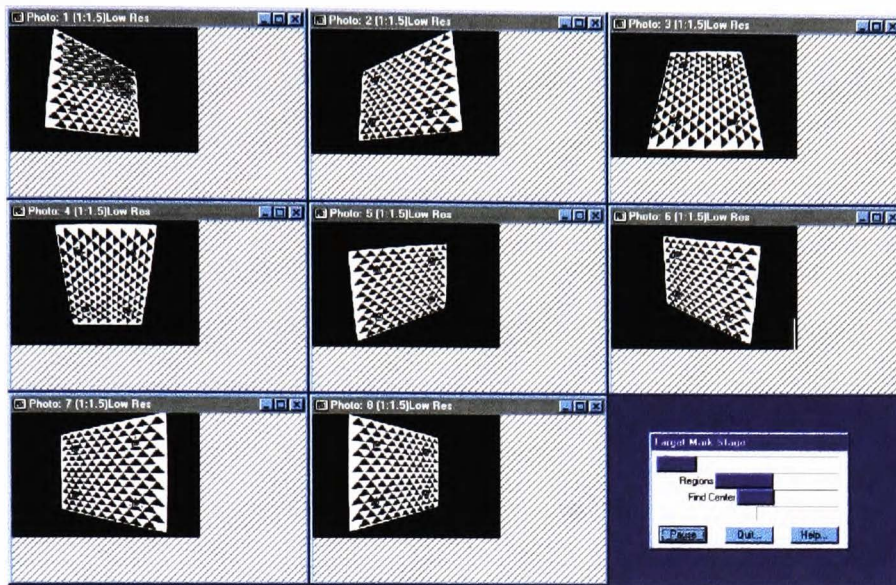 Photo: 1 (1:1.5)Low Res
Photo: 2 (1:1.5)Low Res
Photo: 3 (1:1.5)Low Res
Photo: 4 (1:1.5)Low Res
Photo: 5 (1:1.5)Low Res
Photo: 6 (1:1.5)Low Res
Photo: 7 (1:1.5)Low Res
Photo: 8 (1:1.5)Low Res
Target Mark Stage
Regions
Find Center
Pause
Quit...
Help...